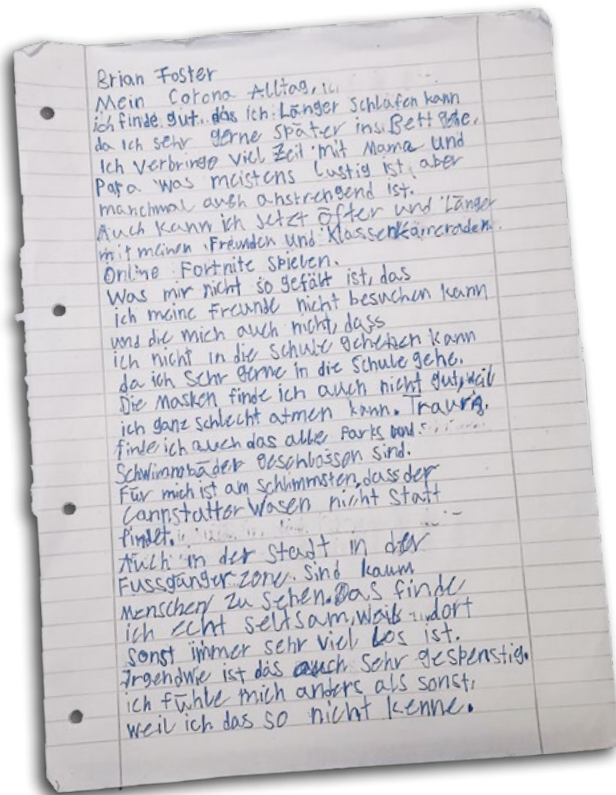 Brian Foster
Mein Corona Alltag,
ich finde gut, das ich Länger schlafen kann
da ich sehr gerne später ins Bett gehe.
Ich verbringe viel Zeit mit Mama und
Papa was meistens lustig ist, aber
manchmal auch anstrengend ist.
Auch kann ich Jetzt öfter und Länger
mit meinen Freunden und Klassenkameraden
Online Fortnite spielen.
Was mir nicht so gefält ist, das
ich meine Freunde nicht besuchen kann
und die mich auch nicht, dass
ich nicht in die Schule gehen kann
da ich sehr gerne in die Schule gehe.
Die Masken finde ich auch nicht gut, weil
ich ganz schlecht atmen kann. Traurig
finde ich auch das alle Parks und
Schwimmbäder geschlossen sind.
Für mich ist am schlimmsten, dass der
Cannstatter Wasen nicht statt
findet.
Auch in der Stadt in der
Fussgänger zone sind kaum
Menschen zu sehen. Das finde
ich echt seltsam, weil dort
sonst immer sehr viel los ist.
Irgendwie ist das auch sehr gespenstig.
ich fühle mich anders als sonst,
weil ich das so nicht kenne.